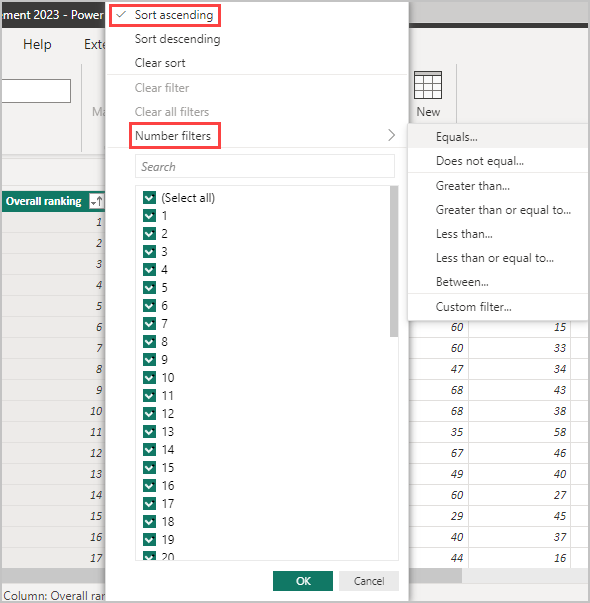 ement 2023 - Power
Sort ascending
Sort descending
Clear sort
Clear filter
Clear all filters
Number filters
Search
(Select all)
1
2
3
4
5
6
7
8
9
10
11
12
13
14
15
16
17
18
19
20
OK
Cancel
Help
Exte
Ma
New
Equals...
Does not equal...
Greater than...
Greater than or equal to...
Less than...
Less than or equal to...
Between...
Custom filter...
Overall ranking
1
2
3
4
5
6 60 15
7 60 33
8 47 34
9 68 43
10 68 38
11 35 58
12 67 46
13 49 40
14 60 27
15 29 45
16 40 37
17 44 16
Column: Overall ran